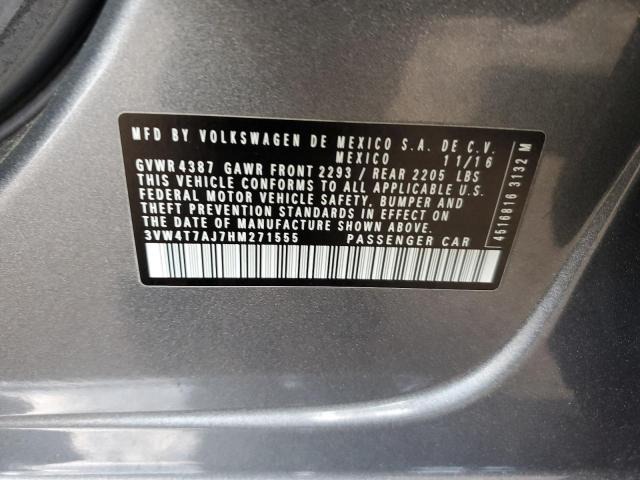 MFD BY VOLKSWAGEN DE MEXICO S.A. DE C.V.
MEXICO 11/16
GVWR 4387 GAWR FRONT 2293 / REAR 2205 LBS
THIS VEHICLE CONFORMS TO ALL APPLICABLE U.S.
FEDERAL MOTOR VEHICLE SAFETY, BUMPER AND
THEFT PREVENTION STANDARDS IN EFFECT ON
THE DATE OF MANUFACTURE SHOWN ABOVE.
3VW4T7AJ7HM271555 PASSENGER CAR
4516816 3132 M